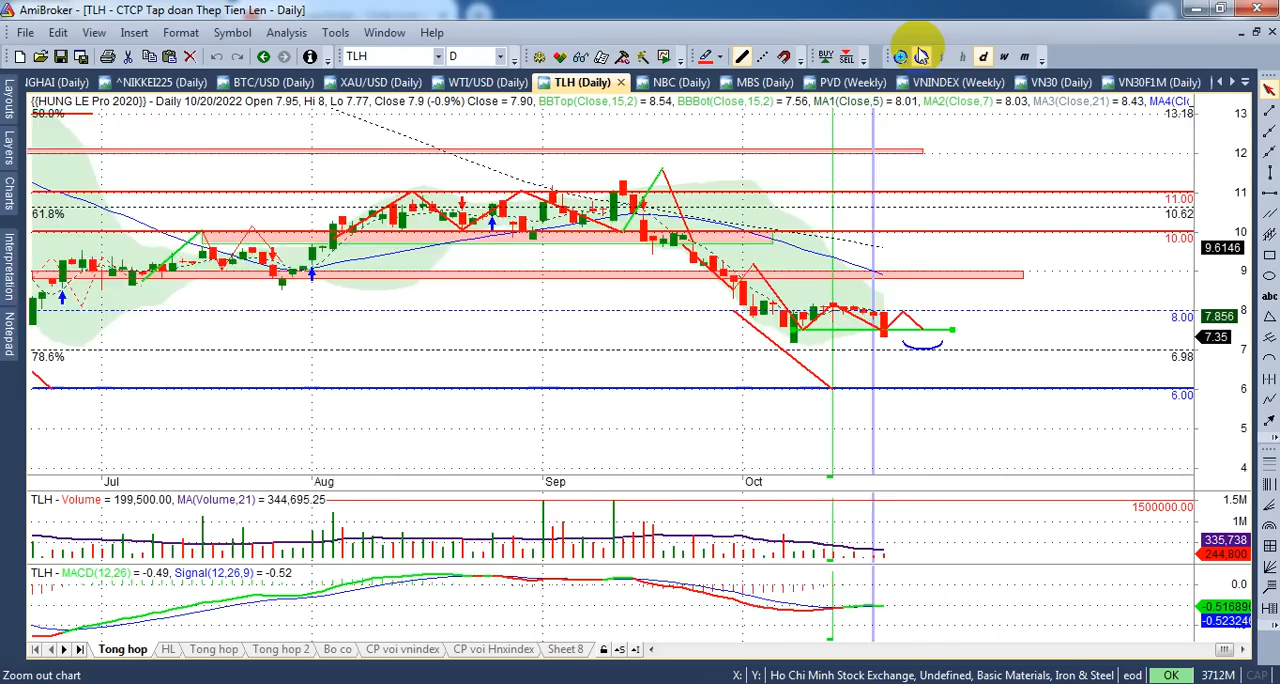 AmiBroker - [TLH - CTCP Tap doan Thep Tien Len - Daily]
File Edit View Insert Format Symbol Analysis Tools Window Help
TLH D BUY SELL h d w m
IGHAI (Daily) ^NIKKEI225 (Daily) BTC/USD (Daily) XAU/USD (Daily) WTI/USD (Daily) TLH (Daily) NBC (Daily) MBS (Daily) PVD (Weekly) VNINDEX (Weekly) VN30 (Daily) VN30F1M (Daily)
Layouts
Layers
Charts
Interpretation
Notepad
{{HUNG LE Pro 2020}} - Daily 10/20/2022 Open 7.95, Hi 8, Lo 7.77, Close 7.9 (-0.9%) Close = 7.90, BBTop(Close,15,2) = 8.54, BBBot(Close,15,2) = 7.56, MA1(Close,5) = 8.01, MA2(Close,7) = 8.03, MA3(Close,21) = 8.43, MA4(Clo
50.0% 13.18 13
12
11
11.00
61.8% 10.62
10
10.00
9.6146
9
8
8.00
7.856
7.35
7
78.6% 6.98
6
6.00
5
4
Jul Aug Sep Oct
TLH - Volume = 199,500.00, MA(Volume,21) = 344,695.25
1.5M
1500000.00
1M
335,738
244,800
TLH - MACD(12,26) = -0.49, Signal(12,26,9) = -0.52
0.0
-0.516896
-0.523246
Tong hop HL Tong hop Tong hop 2 Bo co CP voi vnindex CP voi Hnxindex Sheet 8
abc
Zoom out chart X: Y: Ho Chi Minh Stock Exchange, Undefined, Basic Materials, Iron & Steel eod OK 3712M CAP